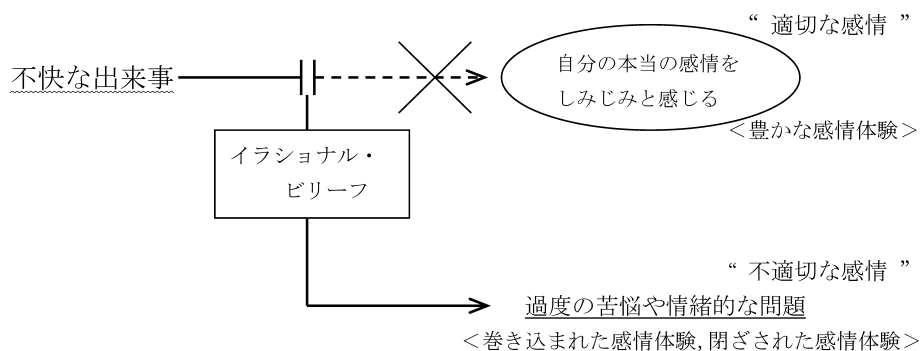 “ 適切な感情 ”
不快な出来事
自分の本当の感情を
しみじみと感じる
＜豊かな感情体験＞
イラショナル・
ビリーフ
“ 不適切な感情 ”
過度の苦悩や情緒的な問題
＜巻き込まれた感情体験,閉ざされた感情体験＞